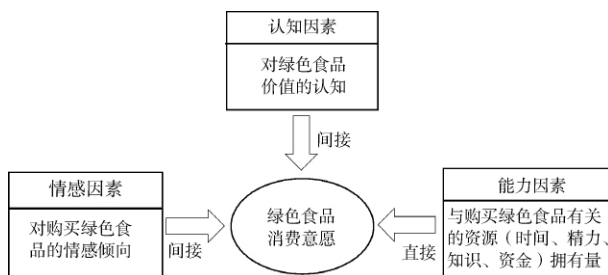 认知因素
对绿色食品
价值的认知
间接
情感因素
对购买绿色食
品的情感倾向
间接
绿色食品
消费意愿
直接
能力因素
与购买绿色食品有关
的资源（时间、精力、
知识、资金）拥有量